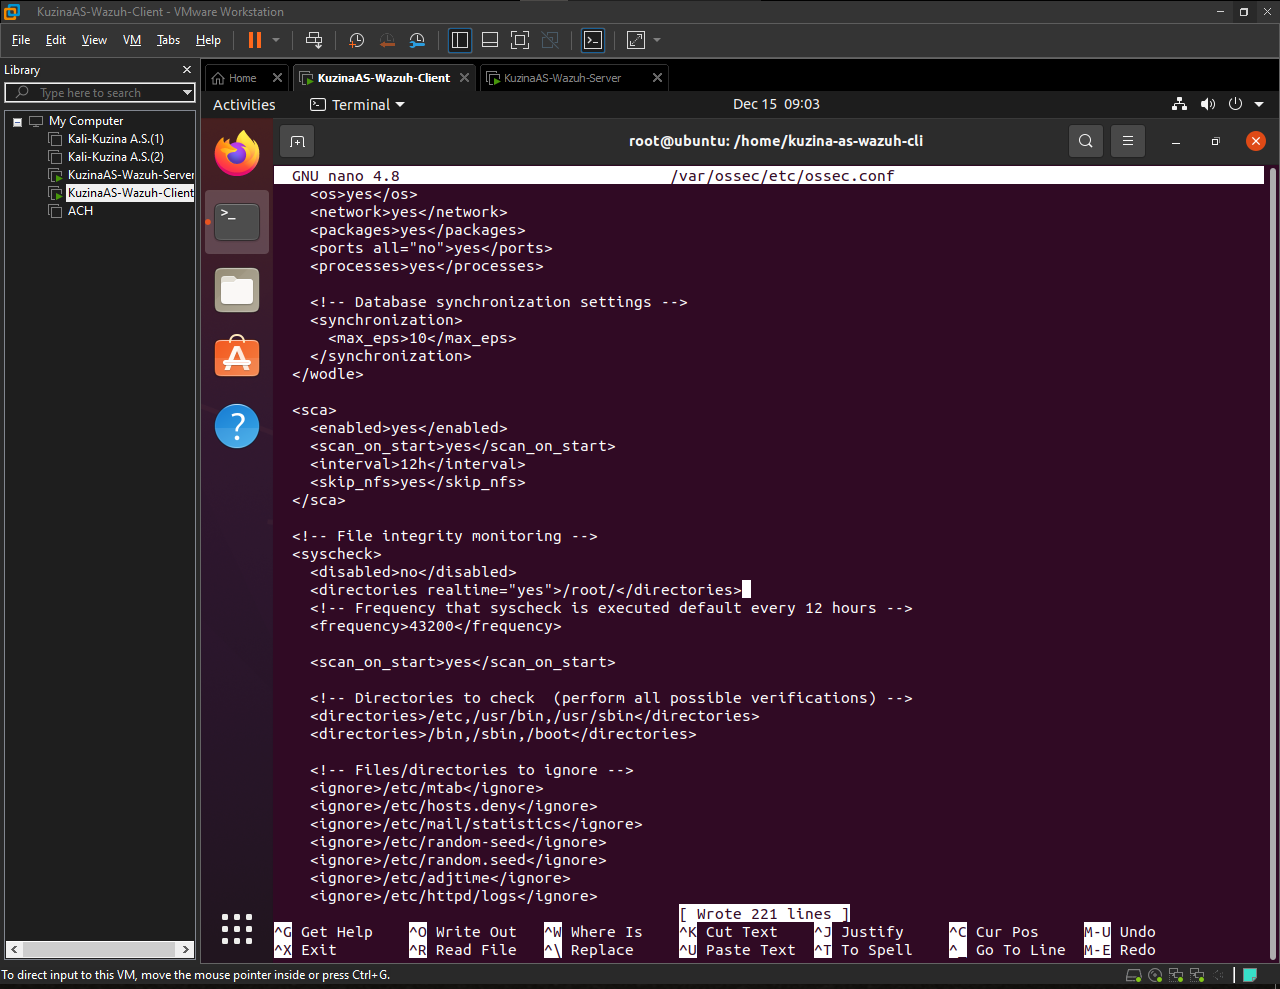 KuzinaAS-Wazuh-Client - VMware Workstation
File Edit View VM Tabs Help
Library
Type here to search
My Computer
Kali-Kuzina A.S.(1)
Kali-Kuzina A.S.(2)
KuzinaAS-Wazuh-Server
KuzinaAS-Wazuh-Client
ACH
Home KuzinaAS-Wazuh-Client KuzinaAS-Wazuh-Server
Activities Terminal Dec 15 09:03
root@ubuntu: /home/kuzina-as-wazuh-cli
GNU nano 4.8 /var/ossec/etc/ossec.conf
<os>yes</os>
<network>yes</network>
<packages>yes</packages>
<ports all="no">yes</ports>
<processes>yes</processes>
<!-- Database synchronization settings -->
<synchronization>
<max_eps>10</max_eps>
</synchronization>
</wodle>
<sca>
<enabled>yes</enabled>
<scan_on_start>yes</scan_on_start>
<interval>12h</interval>
<skip_nfs>yes</skip_nfs>
</sca>
<!-- File integrity monitoring -->
<syscheck>
<disabled>no</disabled>
<directories realtime="yes">/root/</directories>
<!-- Frequency that syscheck is executed default every 12 hours -->
<frequency>43200</frequency>
<scan_on_start>yes</scan_on_start>
<!-- Directories to check  (perform all possible verifications) -->
<directories>/etc,/usr/bin,/usr/sbin</directories>
<directories>/bin,/sbin,/boot</directories>
<!-- Files/directories to ignore -->
<ignore>/etc/mtab</ignore>
<ignore>/etc/hosts.deny</ignore>
<ignore>/etc/mail/statistics</ignore>
<ignore>/etc/random-seed</ignore>
<ignore>/etc/random.seed</ignore>
<ignore>/etc/adjtime</ignore>
<ignore>/etc/httpd/logs</ignore>
[ Wrote 221 lines ]
^G Get Help ^O Write Out ^W Where Is ^K Cut Text ^J Justify ^C Cur Pos M-U Undo
^X Exit ^R Read File ^\ Replace ^U Paste Text ^T To Spell ^_ Go To Line M-E Redo
To direct input to this VM, move the mouse pointer inside or press Ctrl+G.